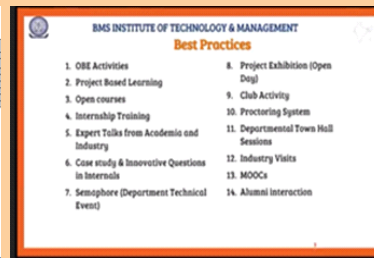 BMS INSTITUTE OF TECHNOLOGY & MANAGEMENT
Best Practices
1. OBE Activities
2. Project Based Learning
3. Open courses
4. Internship Training
5. Expert Talks from Academia and
Industry
6. Case study & Innovative Questions
in Internals
7. Semaphore (Department Technical
Event)
8. Project Exhibition (Open
Day)
9. Club Activity
10. Proctoring System
11. Departmental Town Hall
Sessions
12. Industry Visits
13. MOOCs
14. Alumni interaction